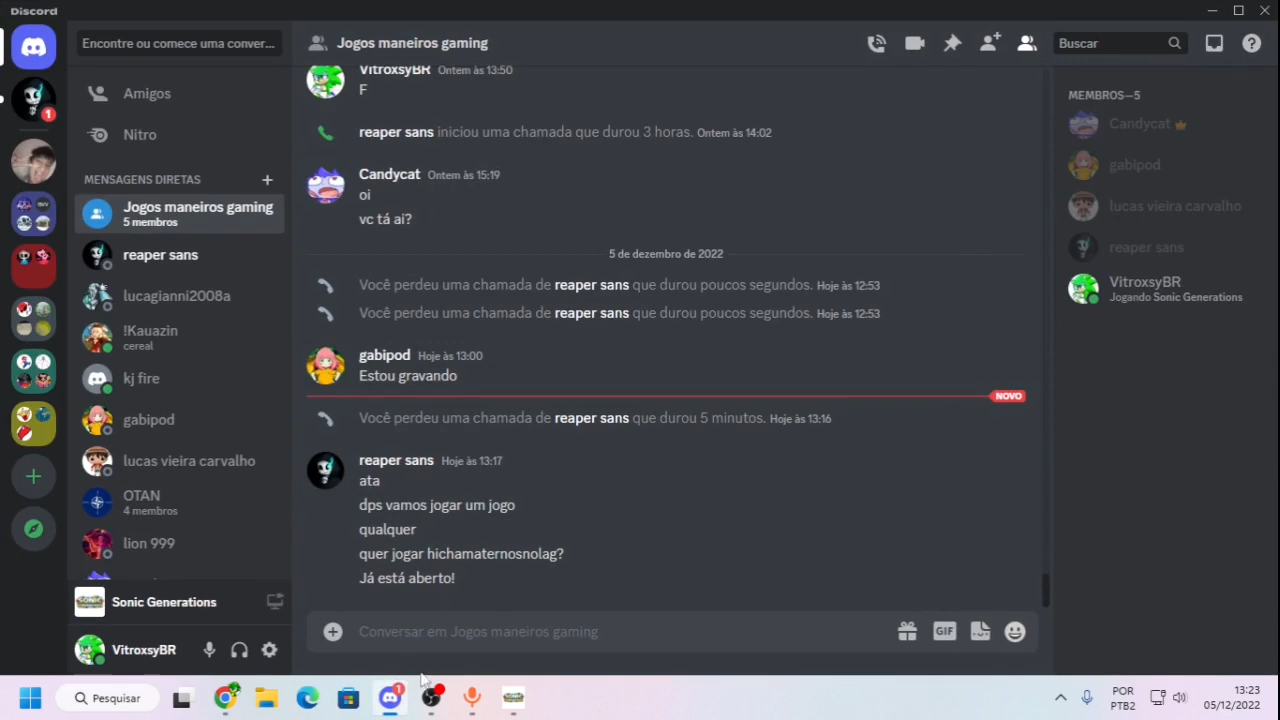 Discord
Encontre ou comece uma conver...
Jogos maneiros gaming
Buscar
1
Amigos
Nitro
MENSAGENS DIRETAS
Jogos maneiros gaming
5 membros
reaper sans
lucagianni2008a
!Kauazin
cereal
kj fire
gabipod
lucas vieira carvalho
OTAN
4 membros
lion 999
Sonic Generations
VitroxsyBR
VitroxsyBR Ontem às 13:50
F
reaper sans iniciou uma chamada que durou 3 horas. Ontem às 14:02
Candycat Ontem às 15:19
oi
vc tá ai?
5 de dezembro de 2022
Você perdeu uma chamada de reaper sans que durou poucos segundos. Hoje às 12:53
Você perdeu uma chamada de reaper sans que durou poucos segundos. Hoje às 12:53
gabipod Hoje às 13:00
Estou gravando
NOVO
Você perdeu uma chamada de reaper sans que durou 5 minutos. Hoje às 13:16
reaper sans Hoje às 13:17
ata
dps vamos jogar um jogo
qualquer
quer jogar hichamaternosnolag?
Já está aberto!
Conversar em Jogos maneiros gaming
GIF
MEMBROS—5
Candycat
gabipod
lucas vieira carvalho
reaper sans
VitroxsyBR
Jogando Sonic Generations
Pesquisar
1
POR
PTB2
13:23
05/12/2022